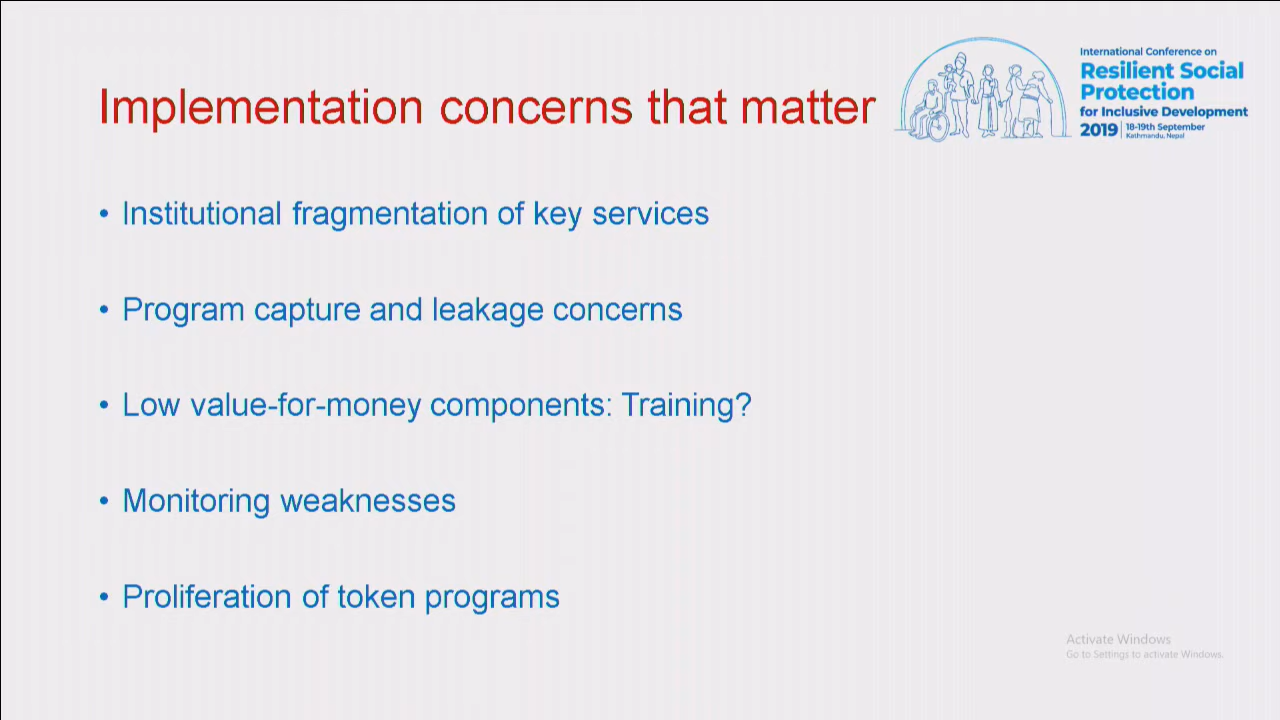 Implementation concerns that matter
International Conference on
Resilient Social
Protection
for Inclusive Development
2019 | 18-19th September
Kathmandu, Nepal
• Institutional fragmentation of key services
• Program capture and leakage concerns
• Low value-for-money components: Training?
• Monitoring weaknesses
• Proliferation of token programs
Activate Windows
Go to Settings to activate Windows.